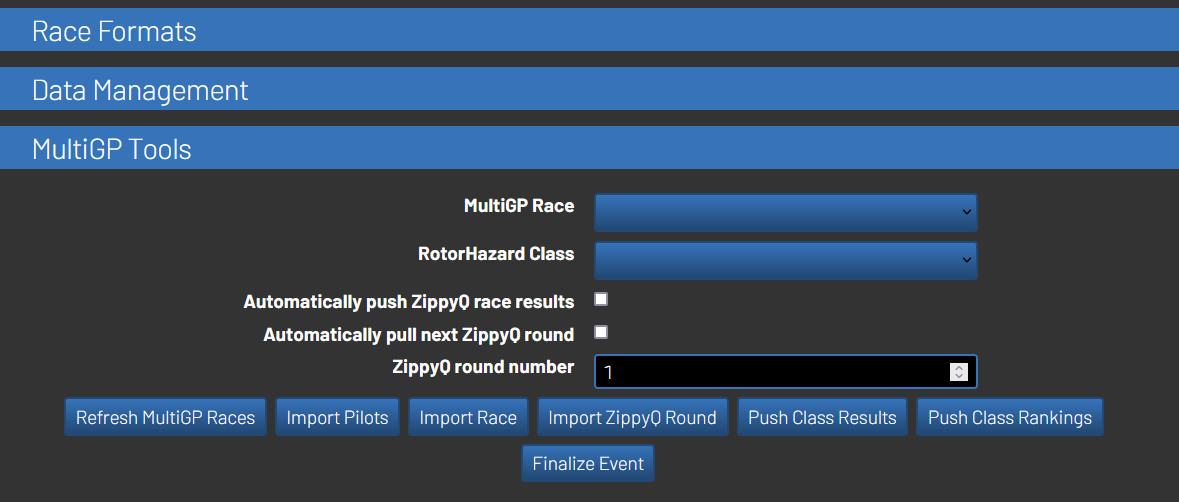 Race Formats
Data Management
MultiGP Tools
MultiGP Race
RotorHazard Class
Automatically push ZippyQ race results
Automatically pull next ZippyQ round
ZippyQ round number 1
Refresh MultiGP Races Import Pilots Import Race Import ZippyQ Round Push Class Results Push Class Rankings
Finalize Event